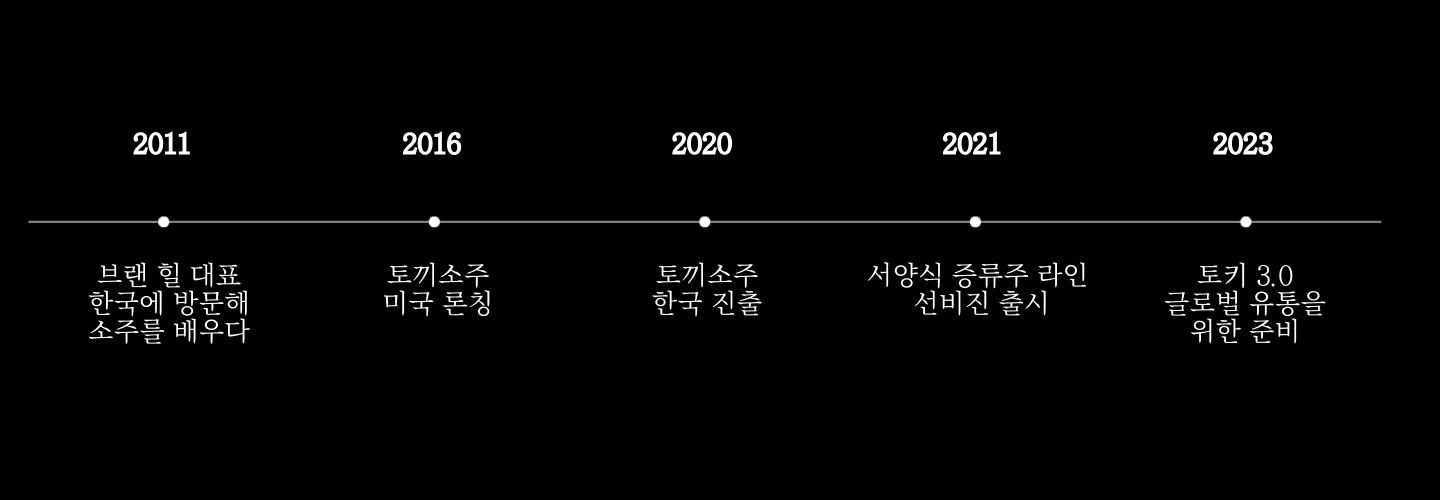 2011
2016
2020
2021
2023
브랜 힐 대표
한국에 방문해
소주를 배우다
토끼소주
미국 론칭
토끼소주
한국 진출
서양식 증류주 라인
선비진 출시
토키 3.0
글로벌 유통을
위한 준비